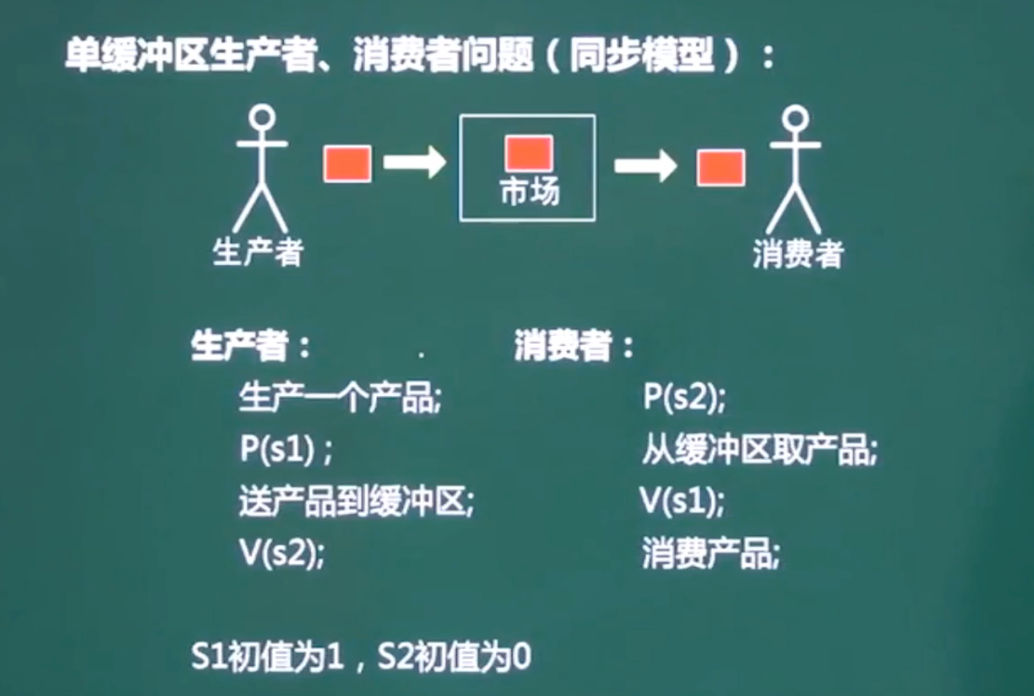 单缓冲区生产者、消费者问题（同步模型）：
市场
生产者
消费者
生产者：
消费者：
生产一个产品;
P(s2);
P(s1) ;
从缓冲区取产品;
送产品到缓冲区;
V(s1);
V(s2);
消费产品;
S1初值为1，S2初值为0